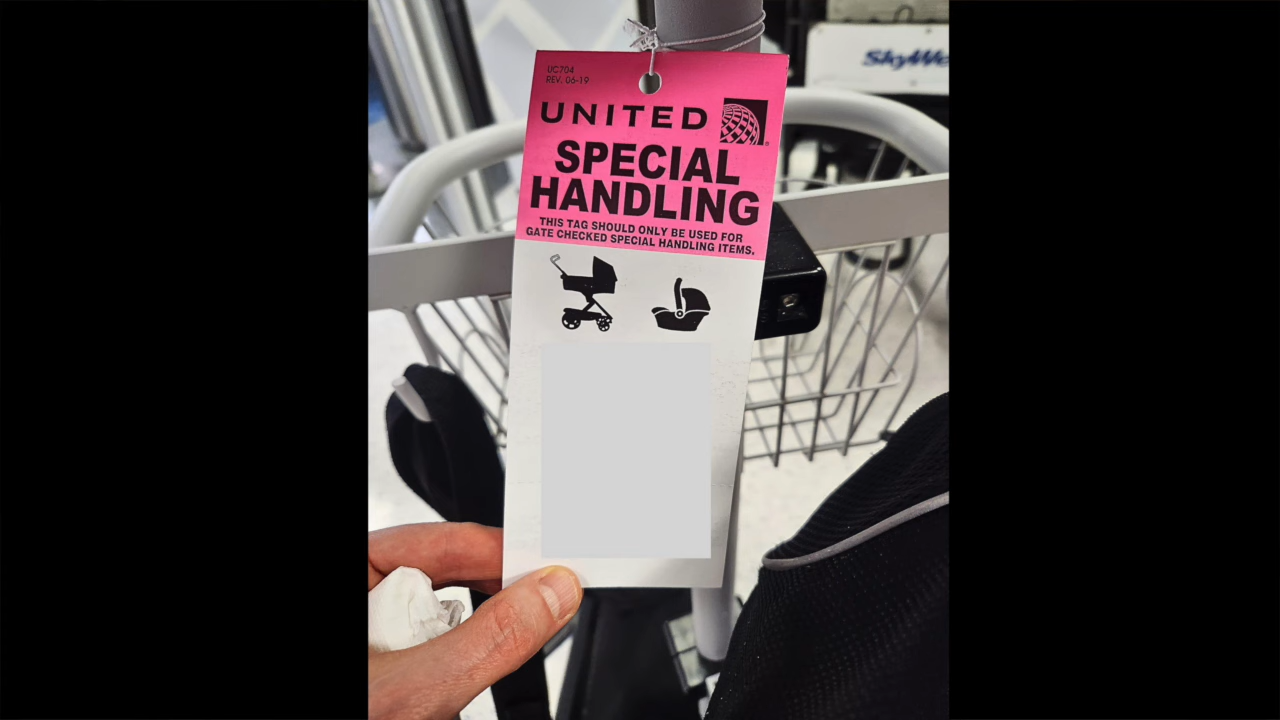 UC704
REV. 06-19
UNITED
SPECIAL
HANDLING
THIS TAG SHOULD ONLY BE USED FOR
GATE CHECKED SPECIAL HANDLING ITEMS.